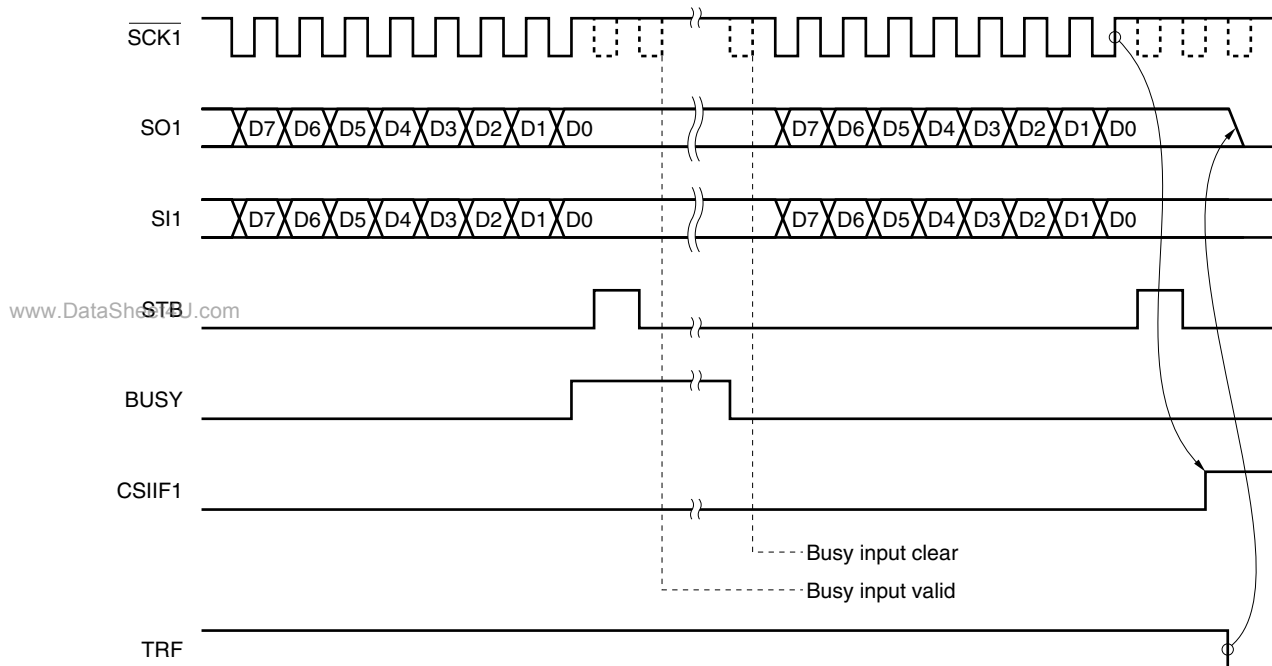 SCK1
SO1 D7 D6 D5 D4 D3 D2 D1 D0 D7 D6 D5 D4 D3 D2 D1 D0
SI1 D7 D6 D5 D4 D3 D2 D1 D0 D7 D6 D5 D4 D3 D2 D1 D0
www.DataSheet4U.com
STB
BUSY
CSIIF1
Busy input clear
Busy input valid
TRF